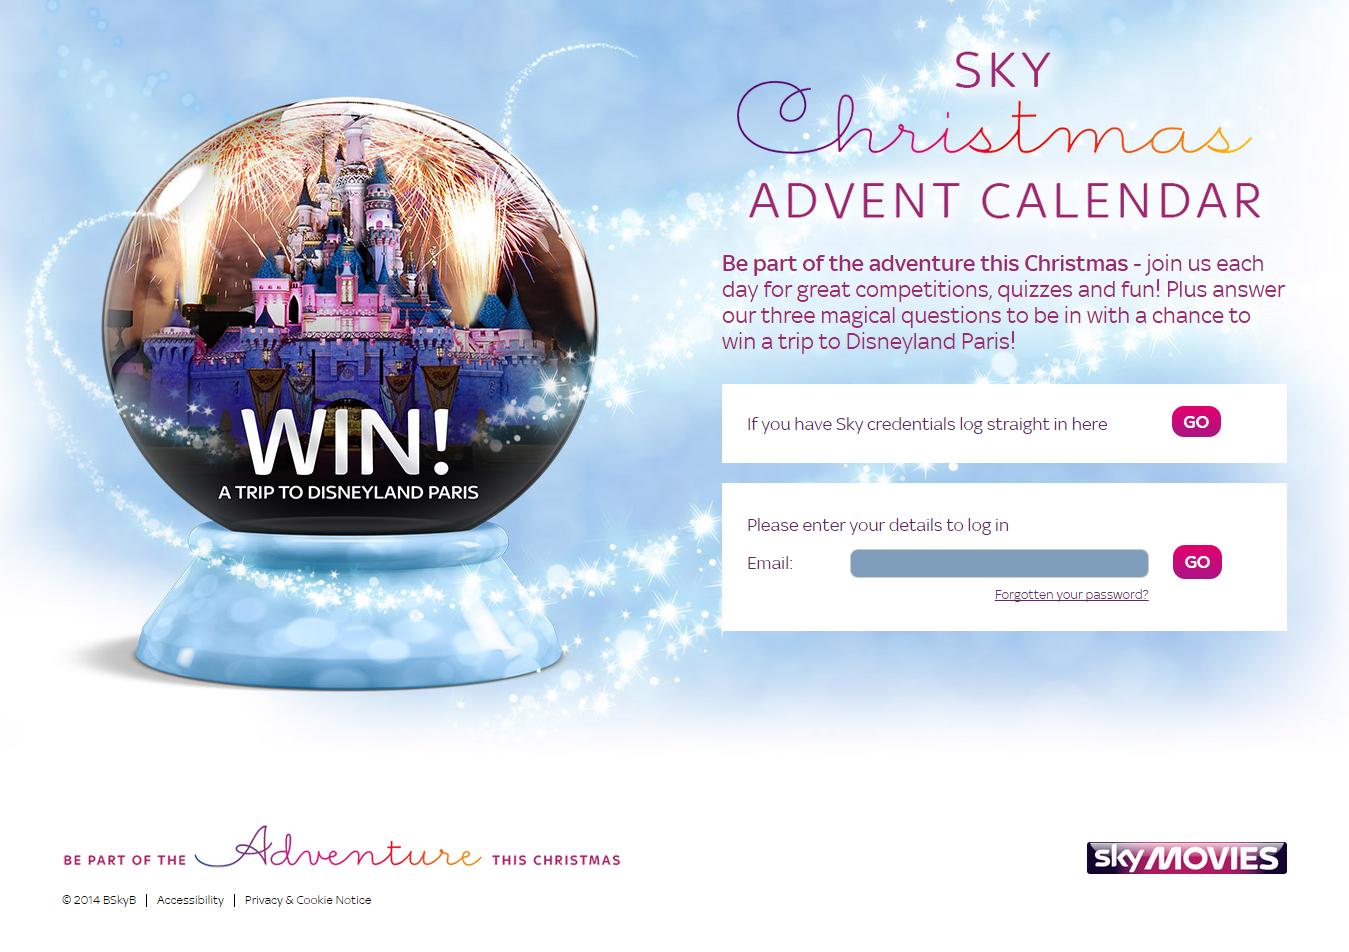 SKY
Christmas
ADVENT CALENDAR
Be part of the adventure this Christmas - join us each
day for great competitions, quizzes and fun! Plus answer
our three magical questions to be in with a chance to
win a trip to Disneyland Paris!
WIN!
A TRIP TO DISNEYLAND PARIS
If you have Sky credentials log straight in here
GO
Please enter your details to log in
Email:
GO
Forgotten your password?
BE PART OF THE Adventure THIS CHRISTMAS
sky MOVIES
© 2014 BSkyB | Accessibility | Privacy & Cookie Notice